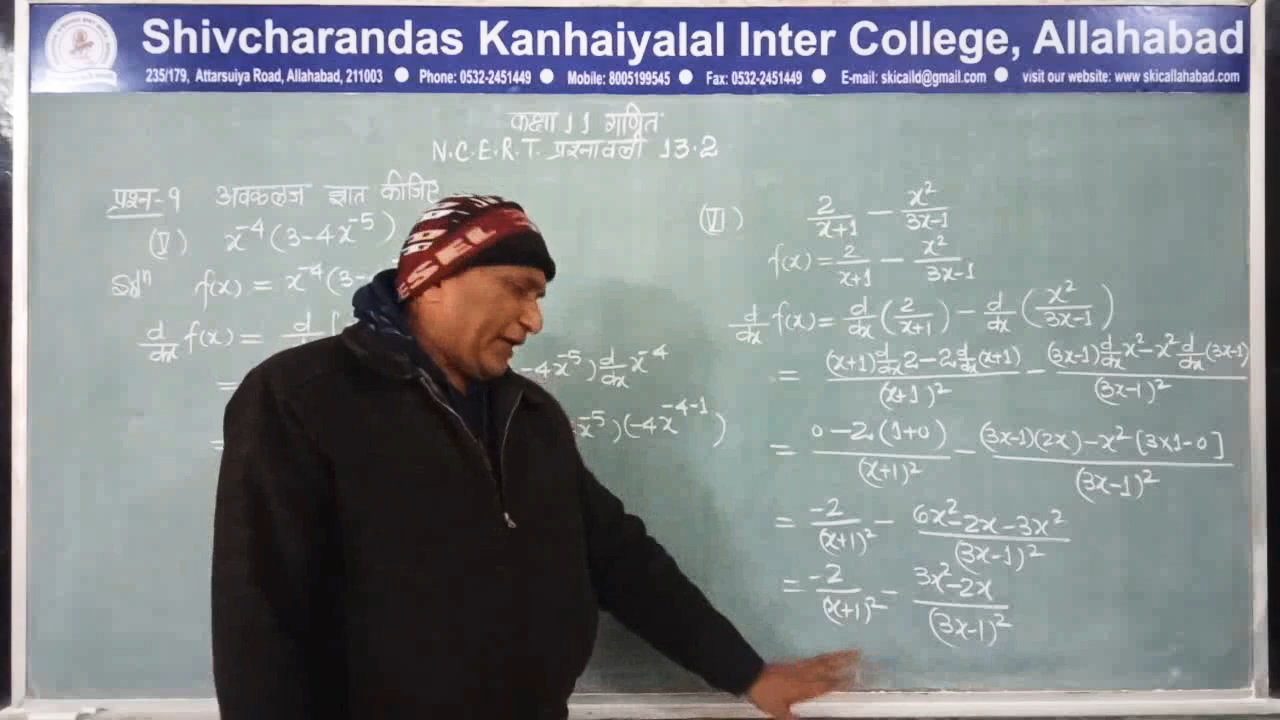 Shivcharandas Kanhaiyalal Inter College, Allahabad
235/179, Attarsuiya Road, Allahabad, 211003 ● Phone: 0532-2451449 ● Mobile: 8005199545 ● Fax: 0532-2451449 ● E-mail: skicalld@gmail.com ● visit our website: www.skicallahabad.com
कक्षा 11 गणित
N.C.E.R.T. प्रश्नावली 13.2
प्रश्न-9 अवकलज ज्ञात कीजिए
(V) x⁻⁴(3-4x⁻⁵)
Solⁿ f(x) = x⁻⁴(3-
d/dx f(x) = d/dx
= -4x⁻⁵) d/dx x⁻⁴
= x⁻⁵)(-4x⁻⁴⁻¹)
(VI) 2/(x+1) - x²/(3x-1)
f(x) = 2/(x+1) - x²/(3x-1)
d/dx f(x) = d/dx (2/(x+1)) - d/dx (x²/(3x-1))
= ((x+1) d/dx 2 - 2 d/dx (x+1))/(x+1)² - ((3x-1) d/dx x² - x² d/dx (3x-1))/(3x-1)²
= (0-2(1+0))/(x+1)² - ((3x-1)(2x) - x²[3×1-0])/(3x-1)²
= -2/(x+1)² - (6x²-2x-3x²)/(3x-1)²
= -2/(x+1)² - (3x²-2x)/(3x-1)²